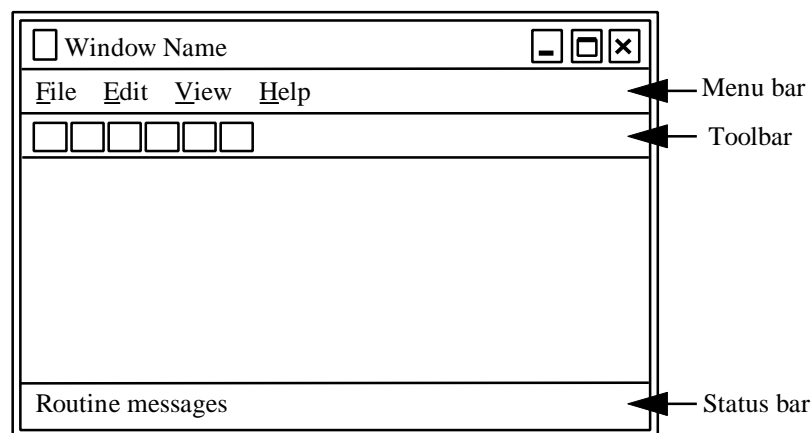 Window Name
File Edit View Help
Menu bar
Toolbar
Routine messages
Status bar